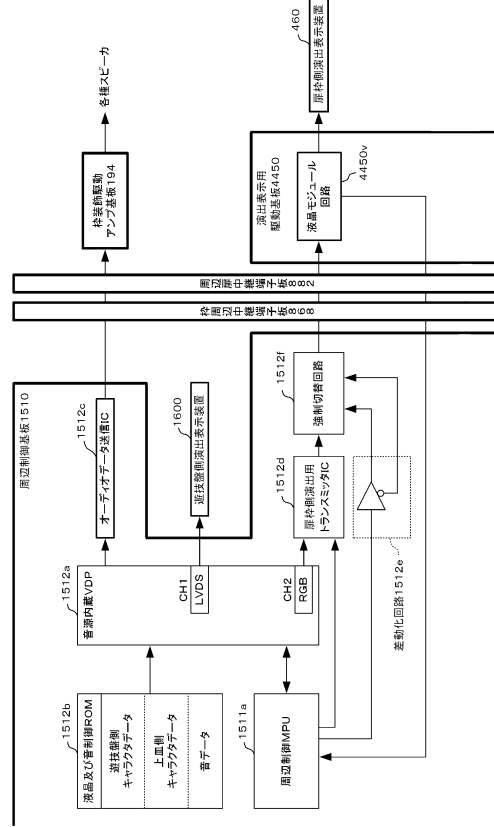 周辺制御基板1510
1512b
液晶及び音制御ROM
遊技盤側
キャラクタデータ
上皿側
キャラクタデータ
音データ
1512a
音源内蔵VDP
CH1
LVDS
CH2
RGB
1511a
周辺制御MPU
1512c
オーディオデータ送信IC
1600
遊技盤側演出表示装置
1512d
扉枠側演出用
トランスミッタIC
1512f
強制切替回路
差動化回路1512e
枠周辺中継端子板868
周辺扉中継端子板882
枠装飾駆動
アンプ基板194
各種スピーカ
演出表示用
駆動基板4450
液晶モジュール
回路
4450v
460
扉枠側演出表示装置